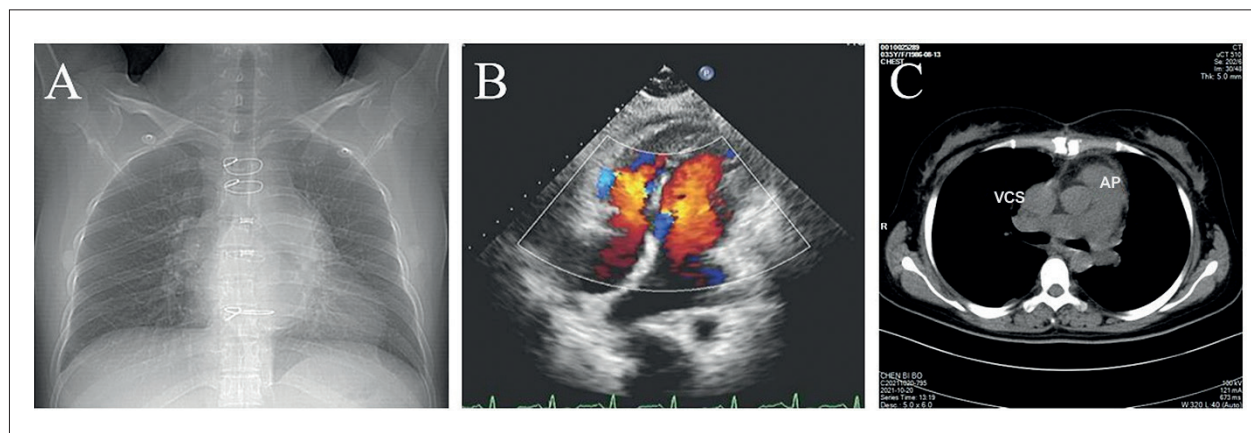 A
B
P
C
0010025289
035Y/F/1986-08-13
CHEST
CT
uCT 510
Se: 202/6
Im: 30/48
Thk: 5.0 mm
VCS
AP
R
CHEN BI BO
C20211020-795
2021-10-20
Series Time: 13:19
Desc.: 5.0 x 6.0
100 kV
121 mA
673 ms
W:320 L:40 (Auto)